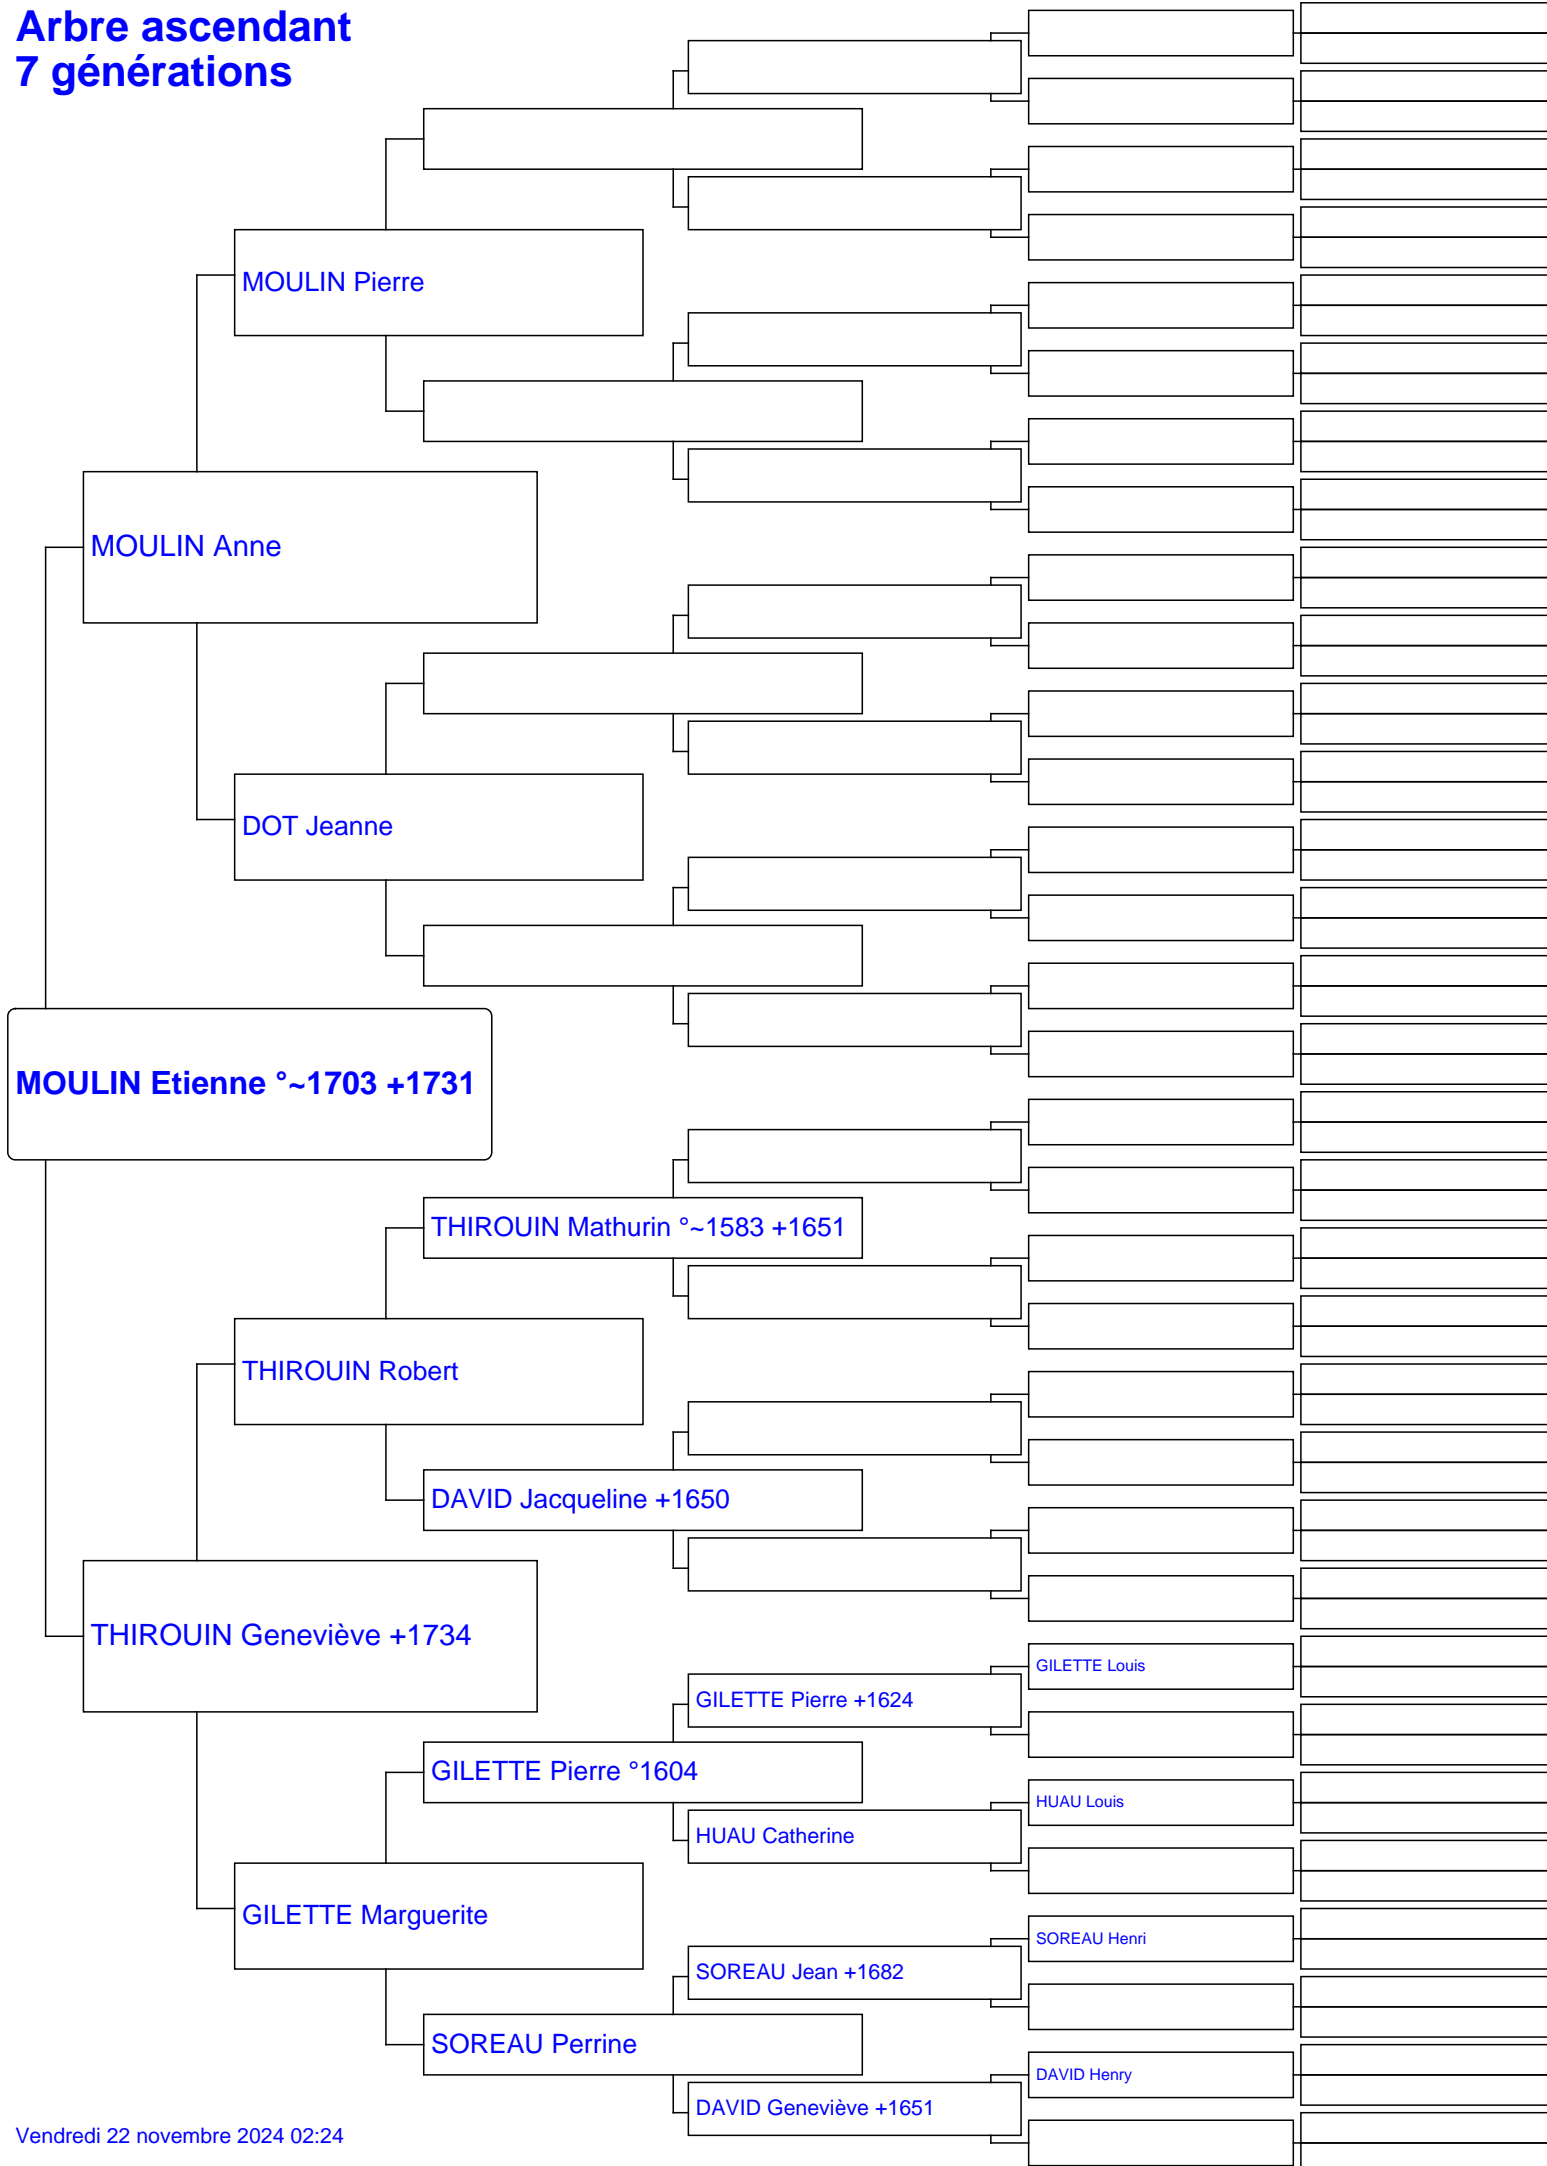 Arbre ascendant
7 générations
MOULIN Pierre
MOULIN Anne
DOT Jeanne
MOULIN Etienne °~1703 +1731
THIROUIN Mathurin °~1583 +1651
THIROUIN Robert
DAVID Jacqueline +1650
THIROUIN Geneviève +1734
GILETTE Louis
GILETTE Pierre +1624
GILETTE Pierre °1604
HUAU Louis
HUAU Catherine
GILETTE Marguerite
SOREAU Henri
SOREAU Jean +1682
SOREAU Perrine
DAVID Henry
DAVID Geneviève +1651
Vendredi 22 novembre 2024 02:24